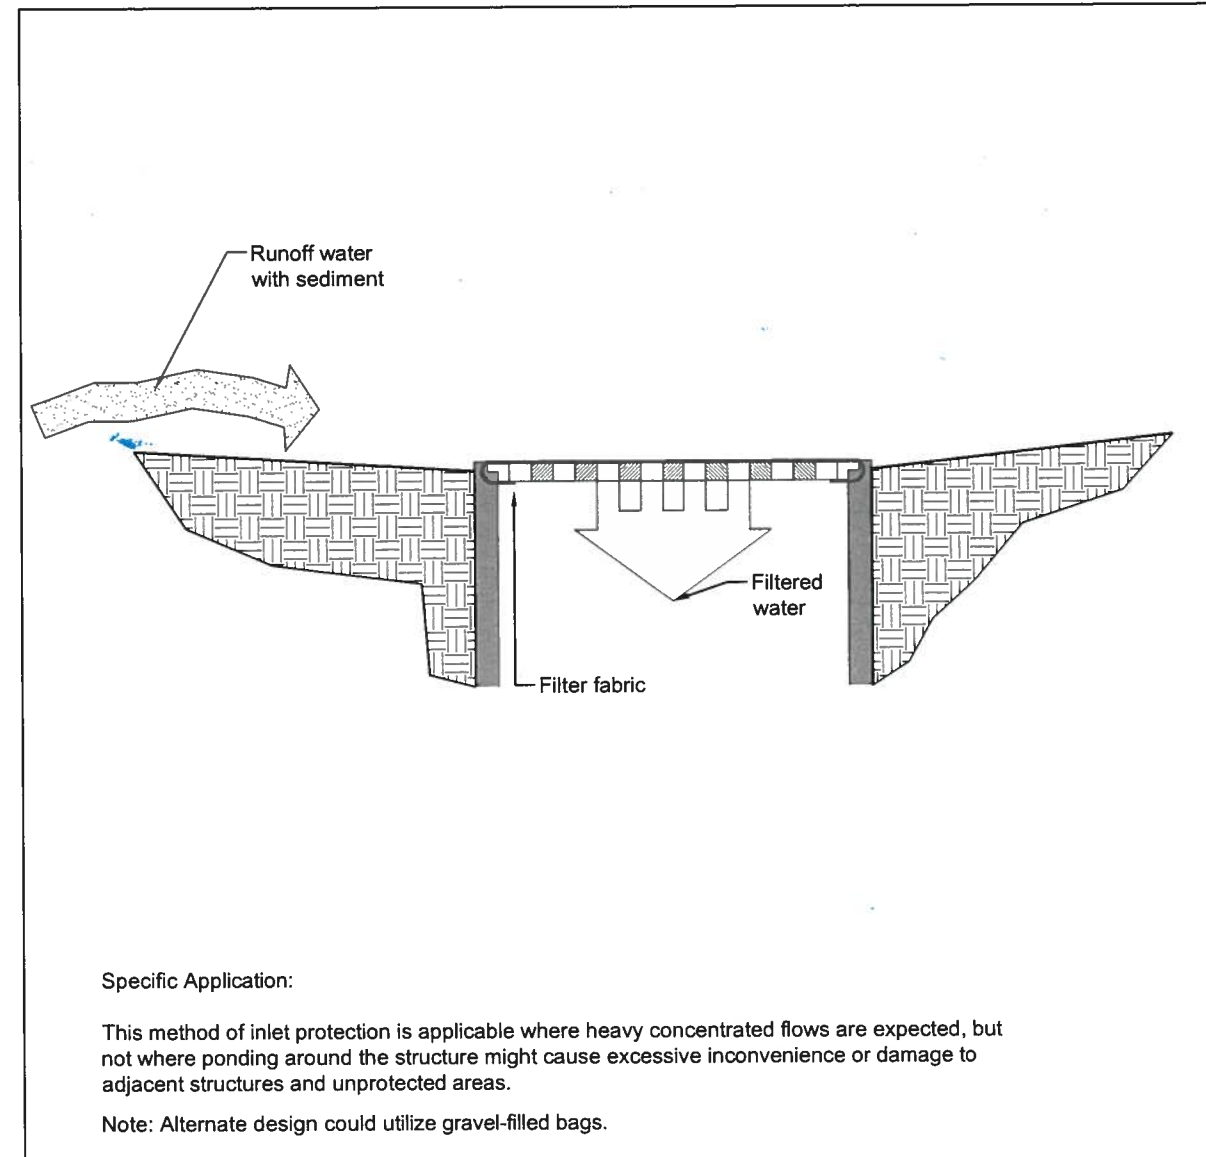 Runoff water
with sediment
Filtered
water
Filter fabric
Specific Application:
This method of inlet protection is applicable where heavy concentrated flows are expected, but
not where ponding around the structure might cause excessive inconvenience or damage to
adjacent structures and unprotected areas.
Note: Alternate design could utilize gravel-filled bags.